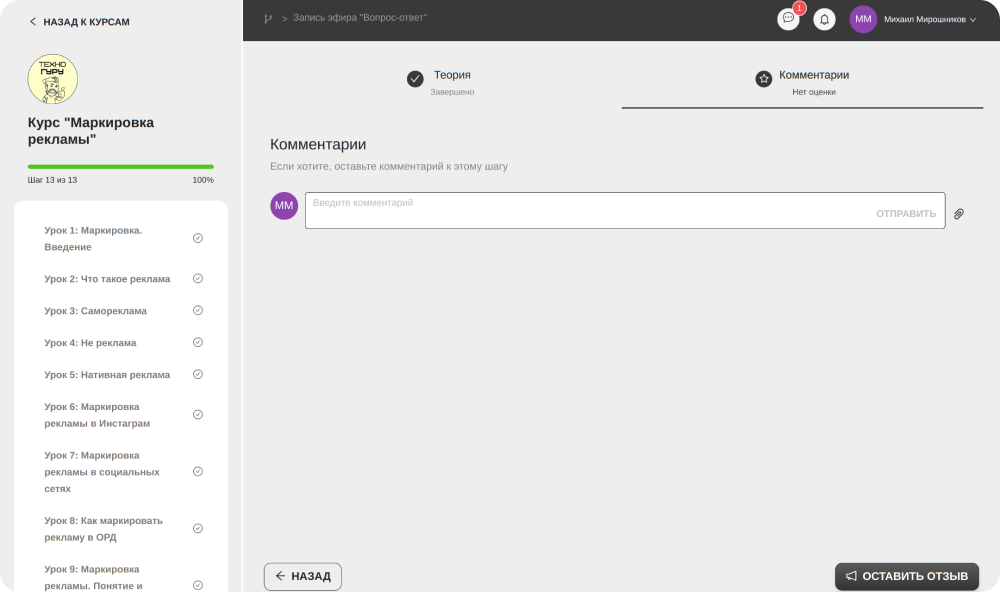 НАЗАД К КУРСАМ
ТЕХНО
ГУРУ
Курс "Маркировка
рекламы"
Шаг 13 из 13 100%
Урок 1: Маркировка.
Введение
Урок 2: Что такое реклама
Урок 3: Самореклама
Урок 4: Не реклама
Урок 5: Нативная реклама
Урок 6: Маркировка
рекламы в Инстаграм
Урок 7: Маркировка
рекламы в социальных
сетях
Урок 8: Как маркировать
рекламу в ОРД
Урок 9: Маркировка
рекламы. Понятие и
> Запись эфира "Вопрос-ответ"
1
ММ Михаил Мирошников
Теория
Завершено
Комментарии
Нет оценки
Комментарии
Если хотите, оставьте комментарий к этому шагу
ММ Введите комментарий
ОТПРАВИТЬ
НАЗАД
ОСТАВИТЬ ОТЗЫВ